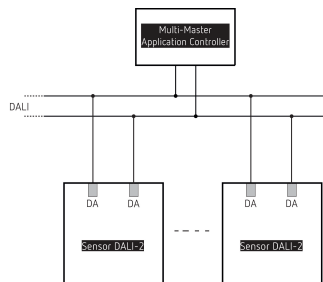 Multi-Master
Application Controller
DALI
DA DA DA DA
Sensor DALI-2 Sensor DALI-2